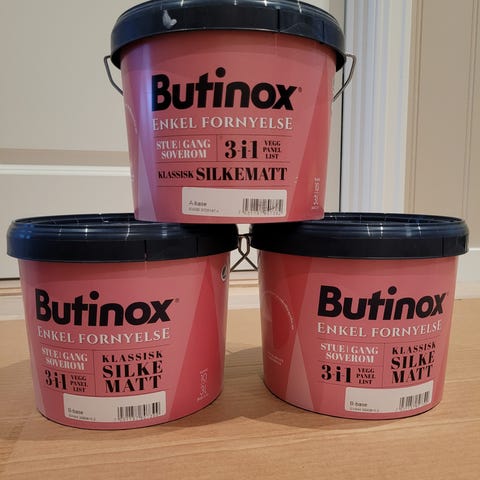 Butinox
ENKEL FORNYELSE
STUE | GANG
SOVEROM
3-i-1
VEGG
PANEL
LIST
KLASSISK SILKEMATT
A-base
Butinox
ENKEL FORNYELSE
STUE | GANG
SOVEROM
3-i-1
VEGG
PANEL
LIST
KLASSISK
SILKE
MATT
B-base
Butinox
ENKEL FORNYELSE
STUE | GANG
SOVEROM
3-i-1
VEGG
PANEL
LIST
KLASSISK
SILKE
MATT
B-base